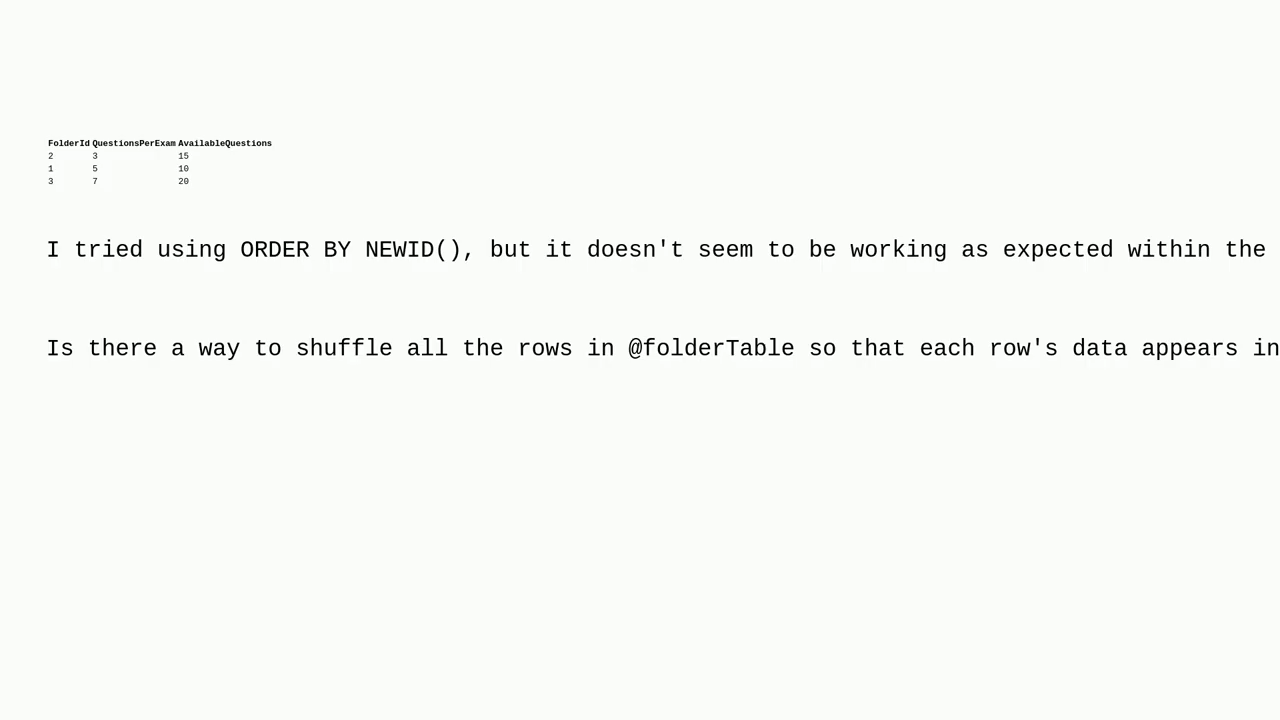 FolderId QuestionsPerExam AvailableQuestions
2 3 15
1 5 10
3 7 20
I tried using ORDER BY NEWID(), but it doesn't seem to be working as expected within the
Is there a way to shuffle all the rows in @folderTable so that each row's data appears in